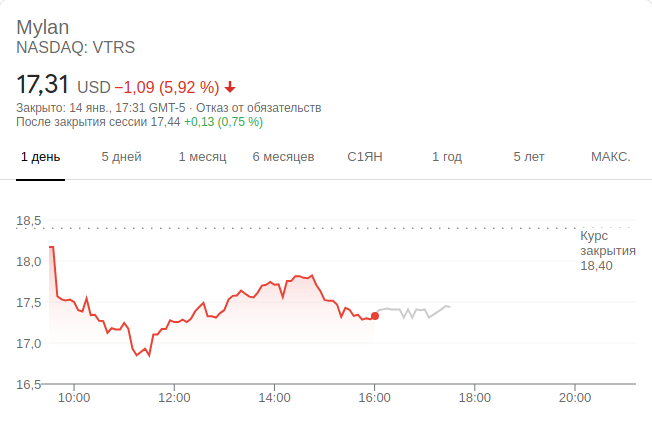 Mylan
NASDAQ: VTRS
17,31 USD −1,09 (5,92 %)
Закрыто: 14 янв., 17:31 GMT-5 · Отказ от обязательств
После закрытия сессии 17,44 +0,13 (0,75 %)
1 день 5 дней 1 месяц 6 месяцев С1ЯН 1 год 5 лет МАКС.
18,5
18,0
17,5
17,0
16,5
Курс
закрытия
18,40
10:00 12:00 14:00 16:00 18:00 20:00